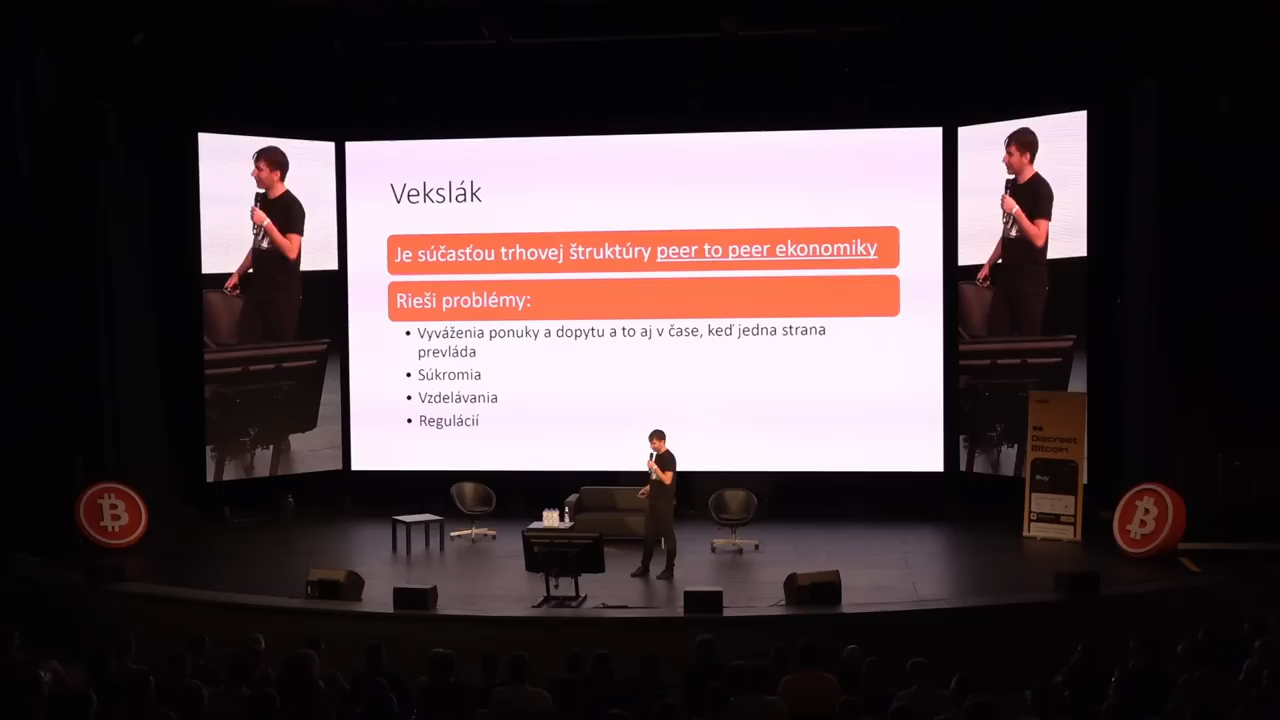 Vekslák
Je súčasťou trhovej štruktúry peer to peer ekonomiky
Rieši problémy:
• Vyváženia ponuky a dopytu a to aj v čase, keď jedna strana
prevláda
• Súkromia
• Vzdelávania
• Regulácií
Discreet
Bitcoin
Buy